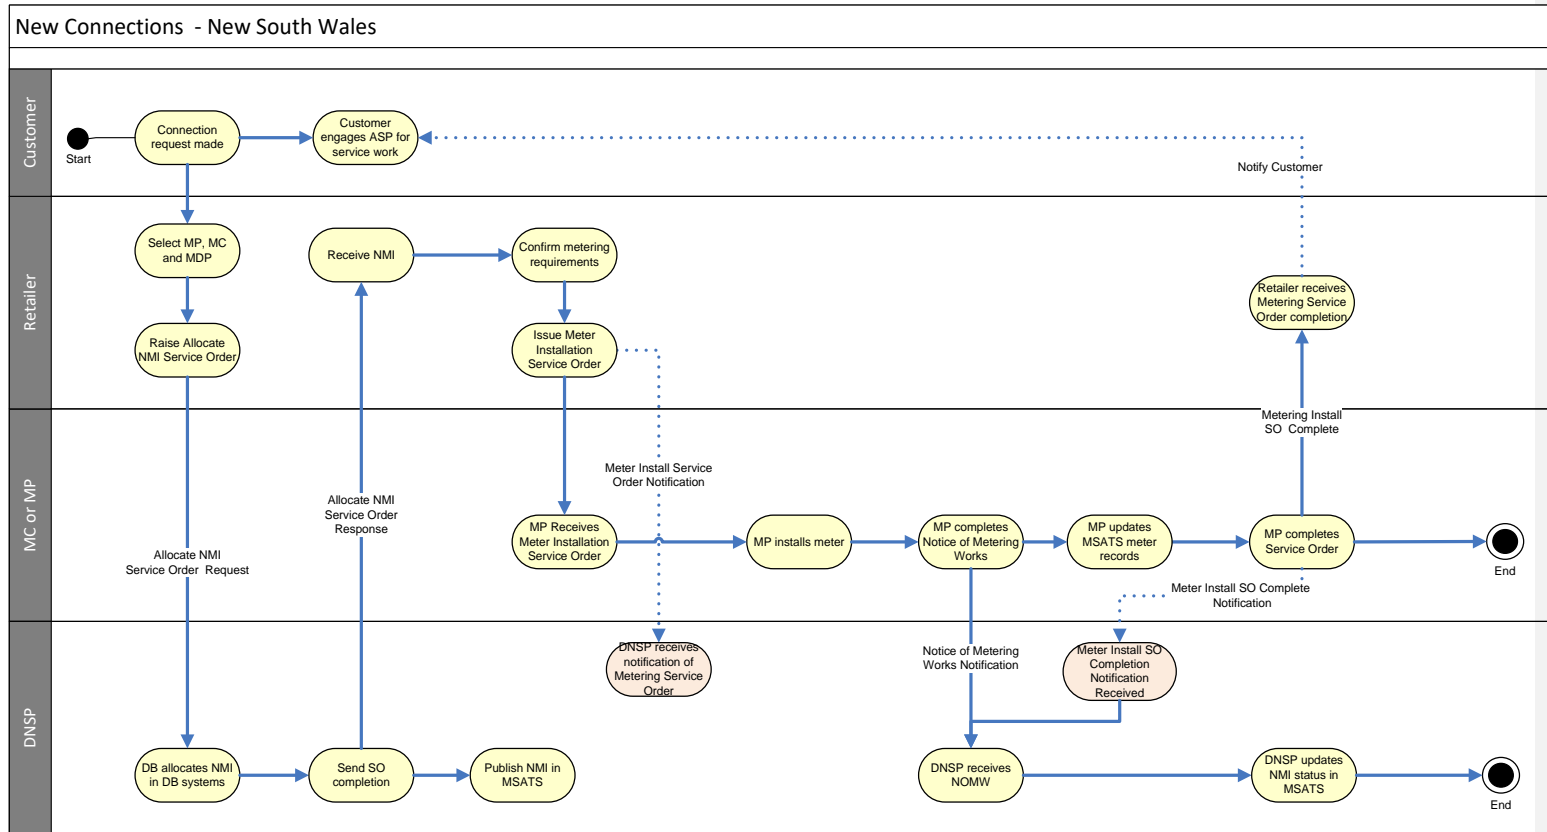 New Connections - New South Wales
Customer
Start
Connection
request made
Customer
engages ASP for
service work
Notify Customer
Retailer
Select MP, MC
and MDP
Receive NMI
Confirm metering
requirements
Retailer receives
Metering Service
Order completion
Raise Allocate
NMI Service Order
Issue Meter
Installation
Service Order
MC or MP
Metering Install
SO Complete
Meter Install Service
Order Notification
Allocate NMI
Service Order
Response
Allocate NMI
Service Order Request
MP Receives
Meter Installation
Service Order
MP installs meter
MP completes
Notice of Metering
Works
MP updates
MSATS meter
records
MP completes
Service Order
End
Meter Install SO Complete
Notification
DNSP
DNSP receives
notification of
Metering Service
Order
Notice of Metering
Works Notification
Meter Install SO
Completion
Notification
Received
DB allocates NMI
in DB systems
Send SO
completion
Publish NMI in
MSATS
DNSP receives
NOMW
DNSP updates
NMI status in
MSATS
End